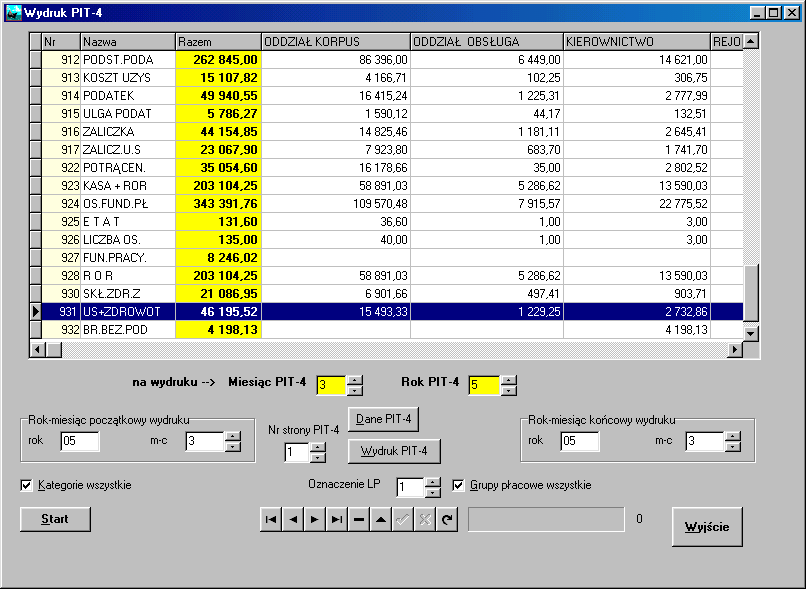 Wydruk PIT-4
Nr Nazwa Razem ODDZIAŁ KORPUS ODDZIAŁ OBSŁUGA KIEROWNICTWO REJO
912 PODST.PODA 262 845,00 86 396,00 6 449,00 14 621,00
913 KOSZT UZYS 15 107,82 4 166,71 102,25 306,75
914 PODATEK 49 940,55 16 415,24 1 225,31 2 777,99
915 ULGA PODAT 5 786,27 1 590,12 44,17 132,51
916 ZALICZKA 44 154,85 14 825,46 1 181,11 2 645,41
917 ZALICZ.U.S 23 067,90 7 923,80 683,70 1 741,70
922 POTRĄCEN. 35 054,60 16 178,66 35,00 2 802,52
923 KASA + ROR 203 104,25 58 891,03 5 286,62 13 590,03
924 OS.FUND.PŁ 343 391,76 109 570,48 7 915,57 22 775,52
925 E T A T 131,60 36,60 1,00 3,00
926 LICZBA OS. 135,00 40,00 1,00 3,00
927 FUN.PRACY. 8 246,02
928 R O R 203 104,25 58 891,03 5 286,62 13 590,03
930 SKŁ.ZDR.Z 21 086,95 6 901,66 497,41 903,71
931 US+ZDROWOT 46 195,52 15 493,33 1 229,25 2 732,86
932 BR.BEZ.POD 4 198,13 4 198,13
na wydruku --> Miesiąc PIT-4 3 Rok PIT-4 5
Rok-miesiąc początkowy wydruku
rok 05 m-c 3
Nr strony PIT-4
1
Dane PIT-4
Wydruk PIT-4
Rok-miesiąc końcowy wydruku
rok 05 m-c 3
Kategorie wszystkie
Oznaczenie LP 1
Grupy płacowe wszystkie
Start
0
Wyjście